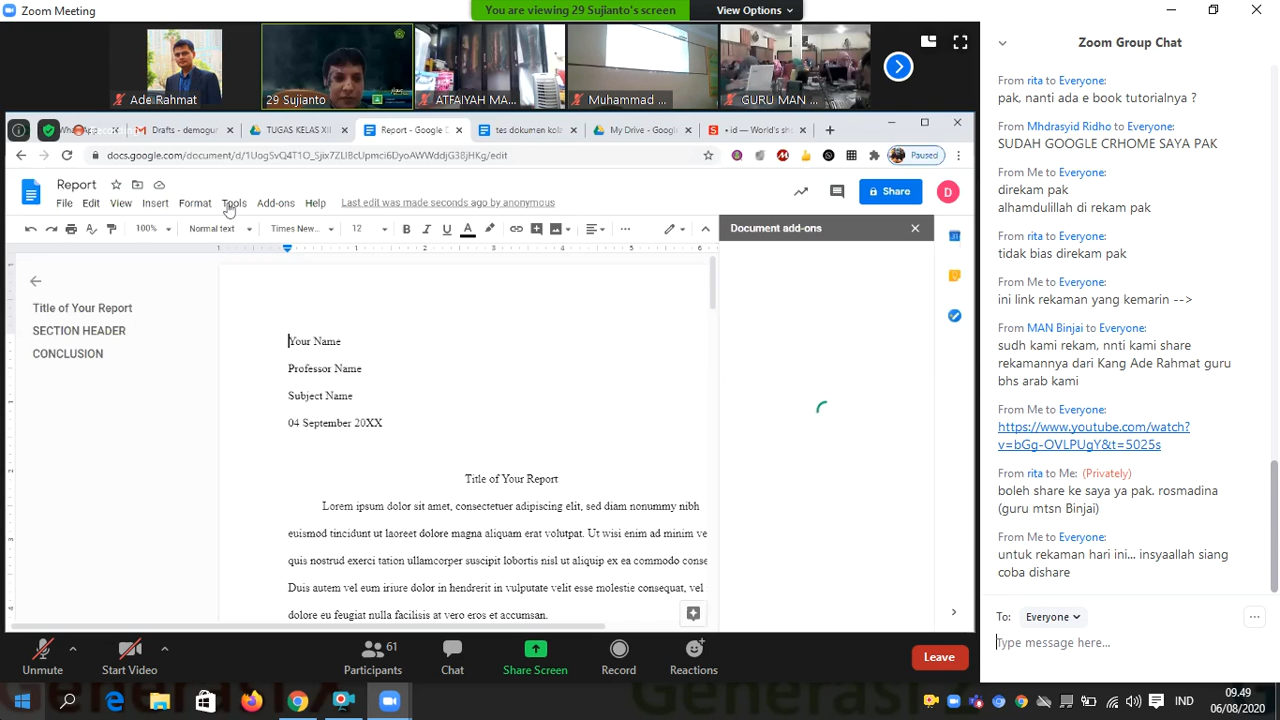 Zoom Meeting
You are viewing 29 Sujianto's screen
View Options
Ade Rahmat
29 Sujianto
ATFAIYAH MA...
Muhammad ...
GURU MAN ...
Drafts - demogur
TUGAS KELAS XII
Report - Google S
tes dokumen kola
My Drive - Google
• id — World's sho
docs.google.com/document/d/1UogSvQ4T1O_Sjix7ZLl8cUpmci6DyoAWWddjG38jHKg/edit
Paused
Report
Share
D
File Edit View Insert Format Tools Add-ons Help
Last edit was made seconds ago by anonymous
100% Normal text Times New... 12 B I U A
Document add-ons
Title of Your Report
SECTION HEADER
CONCLUSION
Your Name
Professor Name
Subject Name
04 September 20XX
Title of Your Report
Lorem ipsum dolor sit amet, consectetuer adipiscing elit, sed diam nonummy nibh
euismod tincidunt ut laoreet dolore magna aliquam erat volutpat. Ut wisi enim ad minim ve
quis nostrud exerci tation ullamcorper suscipit lobortis nisl ut aliquip ex ea commodo conse
Duis autem vel eum iriure dolor in hendrerit in vulputate velit esse molestie consequat, vel
dolore eu feugiat nulla facilisis at vero eros et accumsan.
Unmute
Start Video
61
Participants
Chat
Share Screen
Record
Reactions
Leave
Zoom Group Chat
From rita to Everyone:
pak, nanti ada e book tutorialnya ?
From Mhdrasyid Ridho to Everyone:
SUDAH GOOGLE CRHOME SAYA PAK
From Me to Everyone:
direkam pak
alhamdulillah di rekam pak
From rita to Everyone:
tidak bias direkam pak
From Me to Everyone:
ini link rekaman yang kemarin -->
From MAN Binjai to Everyone:
sudh kami rekam, nnti kami share
rekamannya dari Kang Ade Rahmat guru
bhs arab kami
From Me to Everyone:
https://www.youtube.com/watch?
v=bGg-OVLPUgY&t=5025s
From rita to Me: (Privately)
boleh share ke saya ya pak. rosmadina
(guru mtsn Binjai)
From Me to Everyone:
untuk rekaman hari ini... insyaallah siang
coba dishare
To: Everyone
Type message here...
IND
09.49
06/08/2020